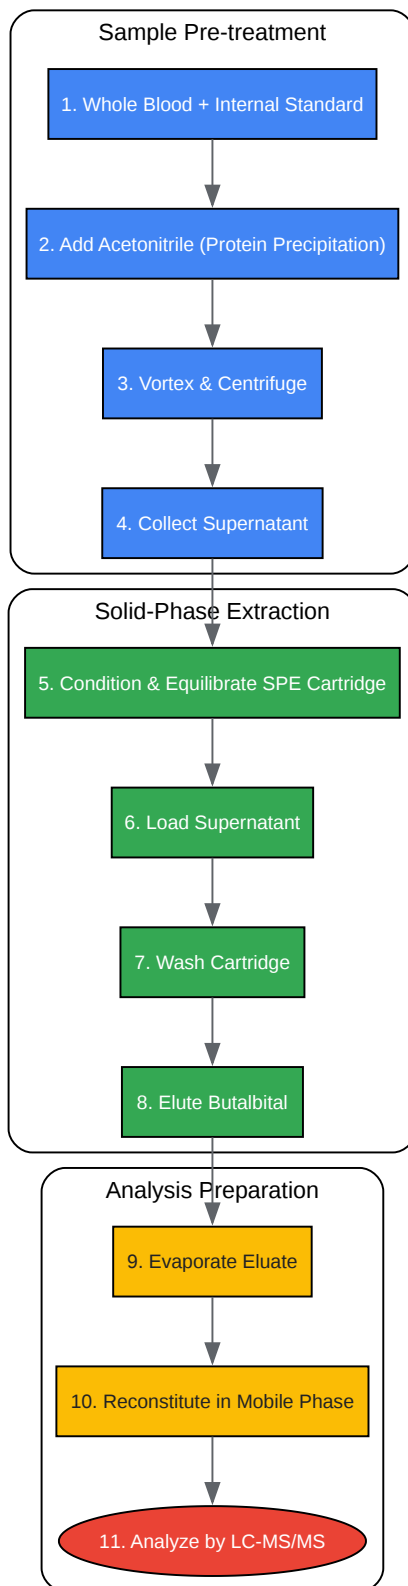 Sample Pre-treatment
1. Whole Blood + Internal Standard
2. Add Acetonitrile (Protein Precipitation)
3. Vortex & Centrifuge
4. Collect Supernatant
Solid-Phase Extraction
5. Condition & Equilibrate SPE Cartridge
6. Load Supernatant
7. Wash Cartridge
8. Elute Butalbital
Analysis Preparation
9. Evaporate Eluate
10. Reconstitute in Mobile Phase
11. Analyze by LC-MS/MS